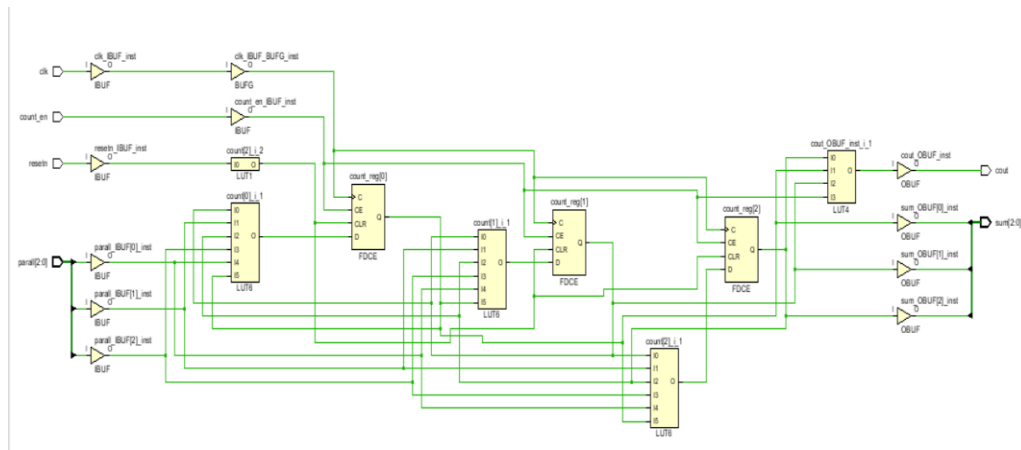 clk
clk_IBUF_inst
I
O
IBUF
clk_IBUF_BUFG_inst
I
O
BUFG
count_en
count_en_IBUF_inst
I
O
IBUF
resetn
resetn_IBUF_inst
I
O
IBUF
count[2]_i_2
I0 O
LUT1
count[0]_i_1
I0
I1
I2 O
I3
I4
I5
LUT6
count_reg[0]
C
CE
Q
CLR
D
FDCE
parall[2:0]
parall_IBUF[0]_inst
I
O
IBUF
parall_IBUF[1]_inst
I
O
IBUF
parall_IBUF[2]_inst
I
O
IBUF
count[1]_i_1
I0
I1
I2 O
I3
I4
I5
LUT6
count_reg[1]
C
CE
Q
CLR
D
FDCE
count[2]_i_1
I0
I1
I2 O
I3
I4
I5
LUT6
count_reg[2]
C
CE
Q
CLR
D
FDCE
cout_OBUF_inst_i_1
I0
I1 O
I2
I3
LUT4
cout_OBUF_inst
I
O
OBUF
cout
sum_OBUF[0]_inst
I
O
OBUF
sum[2:0]
sum_OBUF[1]_inst
I
O
OBUF
sum_OBUF[2]_inst
I
O
OBUF